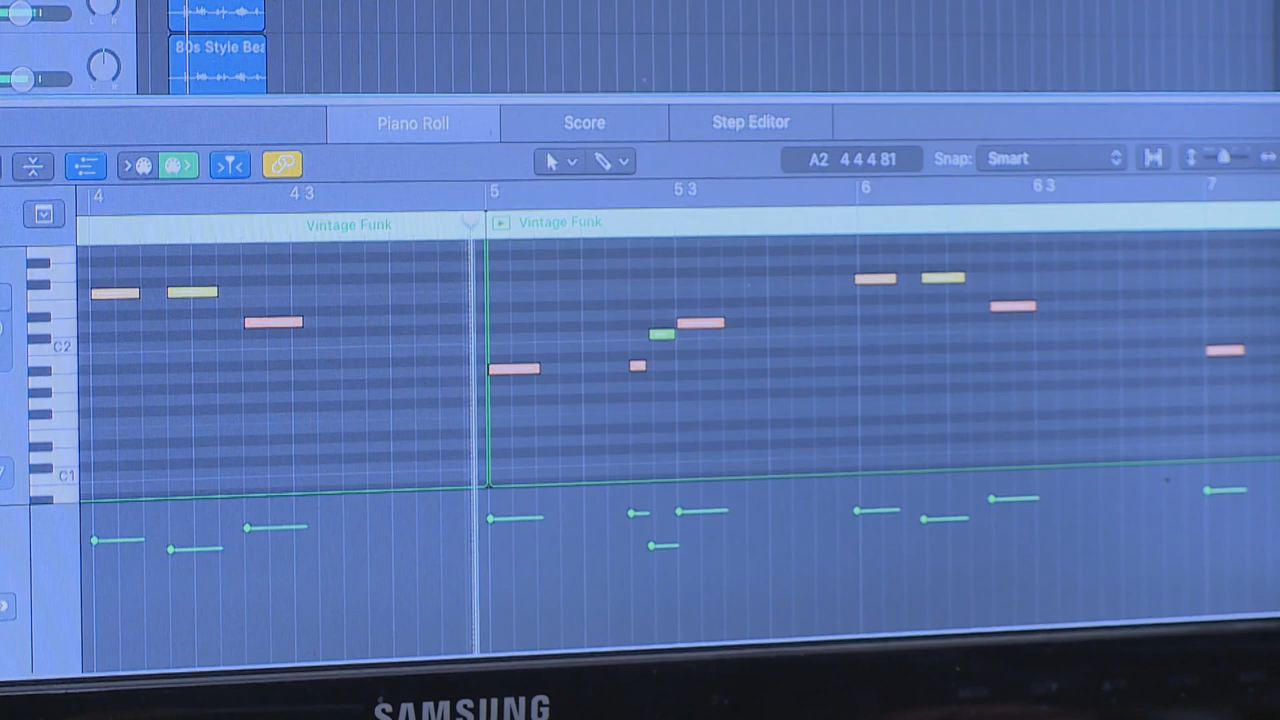 80s Style Bea
Piano Roll Score Step Editor
A2 4 4 4 81 Snap: Smart
4 4 3 5 5 3 6 6 3 7
Vintage Funk Vintage Funk
C2
C1
SAMSUNG